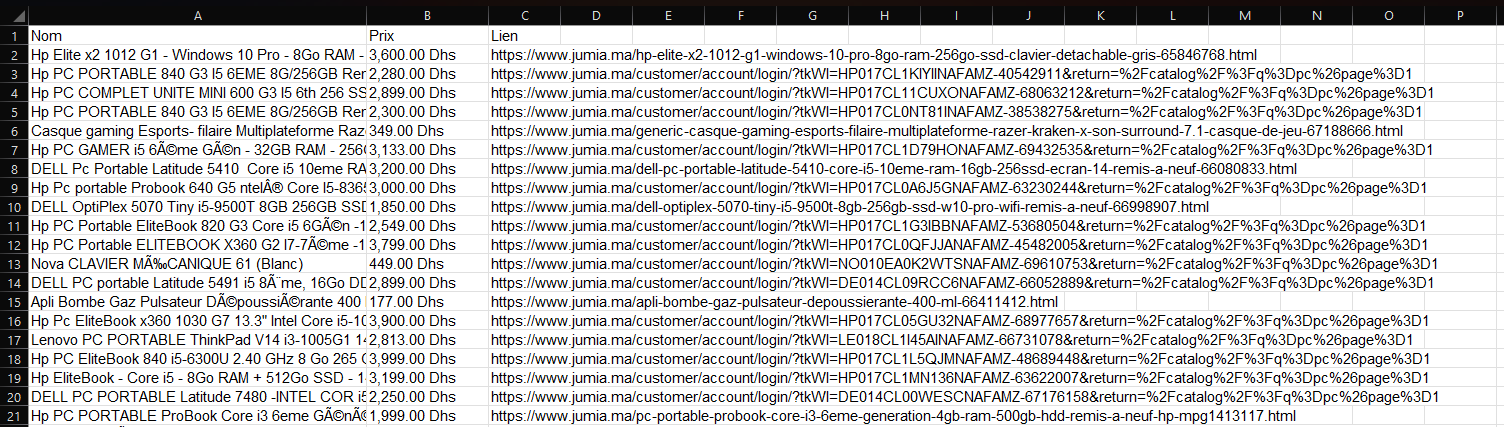 A B C D E F G H I J K L M N O P
1 Nom Prix Lien
2 Hp Elite x2 1012 G1 - Windows 10 Pro - 8Go RAM - 3,600.00 Dhs https://www.jumia.ma/hp-elite-x2-1012-g1-windows-10-pro-8go-ram-256go-ssd-clavier-detachable-gris-65846768.html
3 Hp PC PORTABLE 840 G3 I5 6EME 8G/256GB Rer 2,280.00 Dhs https://www.jumia.ma/customer/account/login/?tkWl=HP017CL1KIYIINAFAMZ-40542911&return=%2Fcatalog%2F%3Fq%3Dpc%26page%3D1
4 Hp PC COMPLET UNITE MINI 600 G3 I5 6th 256 SS 2,899.00 Dhs https://www.jumia.ma/customer/account/login/?tkWl=HP017CL11CUXONAFAMZ-68063212&return=%2Fcatalog%2F%3Fq%3Dpc%26page%3D1
5 Hp PC PORTABLE 840 G3 I5 6EME 8G/256GB Rer 2,300.00 Dhs https://www.jumia.ma/customer/account/login/?tkWl=HP017CL0NT81INAFAMZ-38538275&return=%2Fcatalog%2F%3Fq%3Dpc%26page%3D1
6 Casque gaming Esports- filaire Multiplateforme Raz 349.00 Dhs https://www.jumia.ma/generic-casque-gaming-esports-filaire-multiplateforme-razer-kraken-x-son-surround-7.1-casque-de-jeu-67188666.html
7 Hp PC GAMER i5 6Ã©me GÃ©n - 32GB RAM - 256G 3,133.00 Dhs https://www.jumia.ma/customer/account/login/?tkWl=HP017CL1D79HONAFAMZ-69432535&return=%2Fcatalog%2F%3Fq%3Dpc%26page%3D1
8 DELL Pc Portable Latitude 5410  Core i5 10eme RA 3,200.00 Dhs https://www.jumia.ma/dell-pc-portable-latitude-5410-core-i5-10eme-ram-16gb-256ssd-ecran-14-remis-a-neuf-66080833.html
9 Hp Pc portable Probook 640 G5 ntelÂ® Core I5-836 3,000.00 Dhs https://www.jumia.ma/customer/account/login/?tkWl=HP017CL0A6J5GNAFAMZ-63230244&return=%2Fcatalog%2F%3Fq%3Dpc%26page%3D1
10 DELL OptiPlex 5070 Tiny i5-9500T 8GB 256GB SSD 1,850.00 Dhs https://www.jumia.ma/dell-optiplex-5070-tiny-i5-9500t-8gb-256gb-ssd-w10-pro-wifi-remis-a-neuf-66998907.html
11 Hp PC Portable EliteBook 820 G3 Core i5 6GÃ©n -1 2,549.00 Dhs https://www.jumia.ma/customer/account/login/?tkWl=HP017CL1G3IBBNAFAMZ-53680504&return=%2Fcatalog%2F%3Fq%3Dpc%26page%3D1
12 Hp PC Portable ELITEBOOK X360 G2 I7-7Ã©me -1 3,799.00 Dhs https://www.jumia.ma/customer/account/login/?tkWl=HP017CL0QFJJANAFAMZ-45482005&return=%2Fcatalog%2F%3Fq%3Dpc%26page%3D1
13 Nova CLAVIER MÃ‰CANIQUE 61 (Blanc) 449.00 Dhs https://www.jumia.ma/customer/account/login/?tkWl=NO010EA0K2WTSNAFAMZ-69610753&return=%2Fcatalog%2F%3Fq%3Dpc%26page%3D1
14 DELL PC portable Latitude 5491 i5 8Ã¨me, 16Go DD 2,899.00 Dhs https://www.jumia.ma/customer/account/login/?tkWl=DE014CL09RCC6NAFAMZ-66052889&return=%2Fcatalog%2F%3Fq%3Dpc%26page%3D1
15 Apli Bombe Gaz Pulsateur DÃ©poussiÃ©rante 400 177.00 Dhs https://www.jumia.ma/apli-bombe-gaz-pulsateur-depoussierante-400-ml-66411412.html
16 Hp Pc EliteBook x360 1030 G7 13.3" Intel Core i5-10 3,900.00 Dhs https://www.jumia.ma/customer/account/login/?tkWl=HP017CL05GU32NAFAMZ-68977657&return=%2Fcatalog%2F%3Fq%3Dpc%26page%3D1
17 Lenovo PC PORTABLE ThinkPad V14 i3-1005G1 14 2,813.00 Dhs https://www.jumia.ma/customer/account/login/?tkWl=LE018CL1I45AINAFAMZ-66731078&return=%2Fcatalog%2F%3Fq%3Dpc%26page%3D1
18 Hp PC EliteBook 840 i5-6300U 2.40 GHz 8 Go 265 G 3,999.00 Dhs https://www.jumia.ma/customer/account/login/?tkWl=HP017CL1L5QJMNAFAMZ-48689448&return=%2Fcatalog%2F%3Fq%3Dpc%26page%3D1
19 Hp EliteBook - Core i5 - 8Go RAM + 512Go SSD - 1 3,199.00 Dhs https://www.jumia.ma/customer/account/login/?tkWl=HP017CL1MN136NAFAMZ-63622007&return=%2Fcatalog%2F%3Fq%3Dpc%26page%3D1
20 DELL PC PORTABLE Latitude 7480 -INTEL COR i5 2,250.00 Dhs https://www.jumia.ma/customer/account/login/?tkWl=DE014CL00WESCNAFAMZ-67176158&return=%2Fcatalog%2F%3Fq%3Dpc%26page%3D1
21 Hp PC PORTABLE ProBook Core i3 6eme GÃ©nÃ© 1,999.00 Dhs https://www.jumia.ma/pc-portable-probook-core-i3-6eme-generation-4gb-ram-500gb-hdd-remis-a-neuf-hp-mpg1413117.html